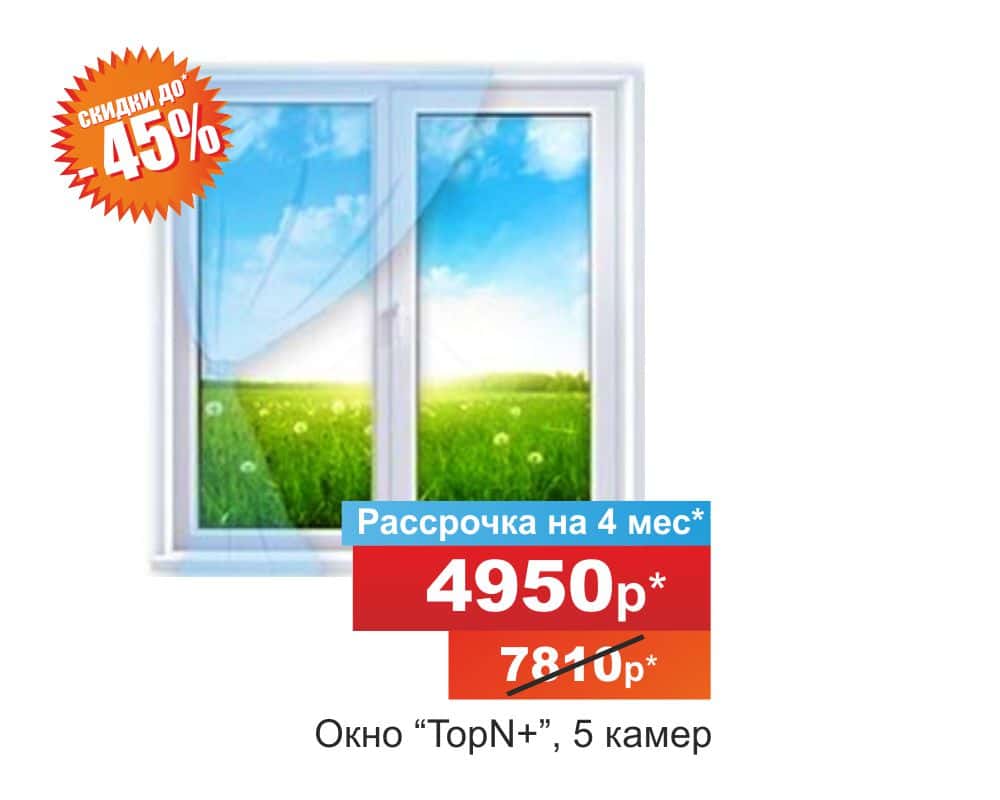 скидки до*
- 45%
Рассрочка на 4 мес*
4950р*
7810р*
Окно “TopN+”, 5 камер